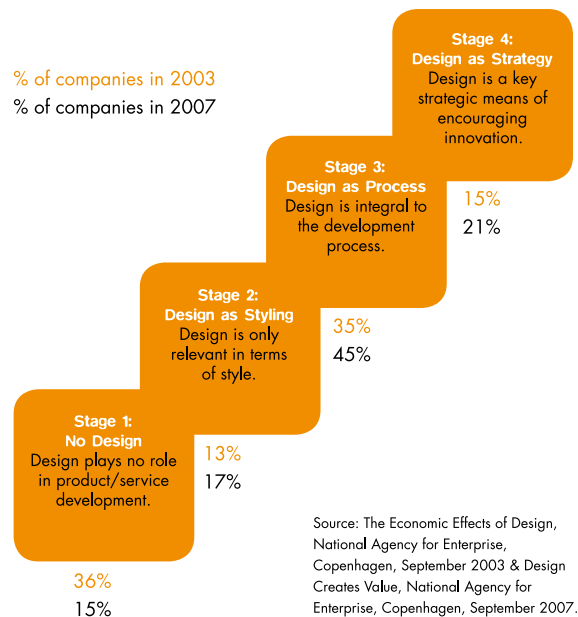 % of companies in 2003
% of companies in 2007
Stage 4:
Design as Strategy
Design is a key
strategic means of
encouraging
innovation.
15%
21%
Stage 3:
Design as Process
Design is integral to
the development
process.
35%
45%
Stage 2:
Design as Styling
Design is only
relevant in terms
of style.
13%
17%
Stage 1:
No Design
Design plays no role
in product/service
development.
36%
15%
Source: The Economic Effects of Design,
National Agency for Enterprise,
Copenhagen, September 2003 & Design
Creates Value, National Agency for
Enterprise, Copenhagen, September 2007.